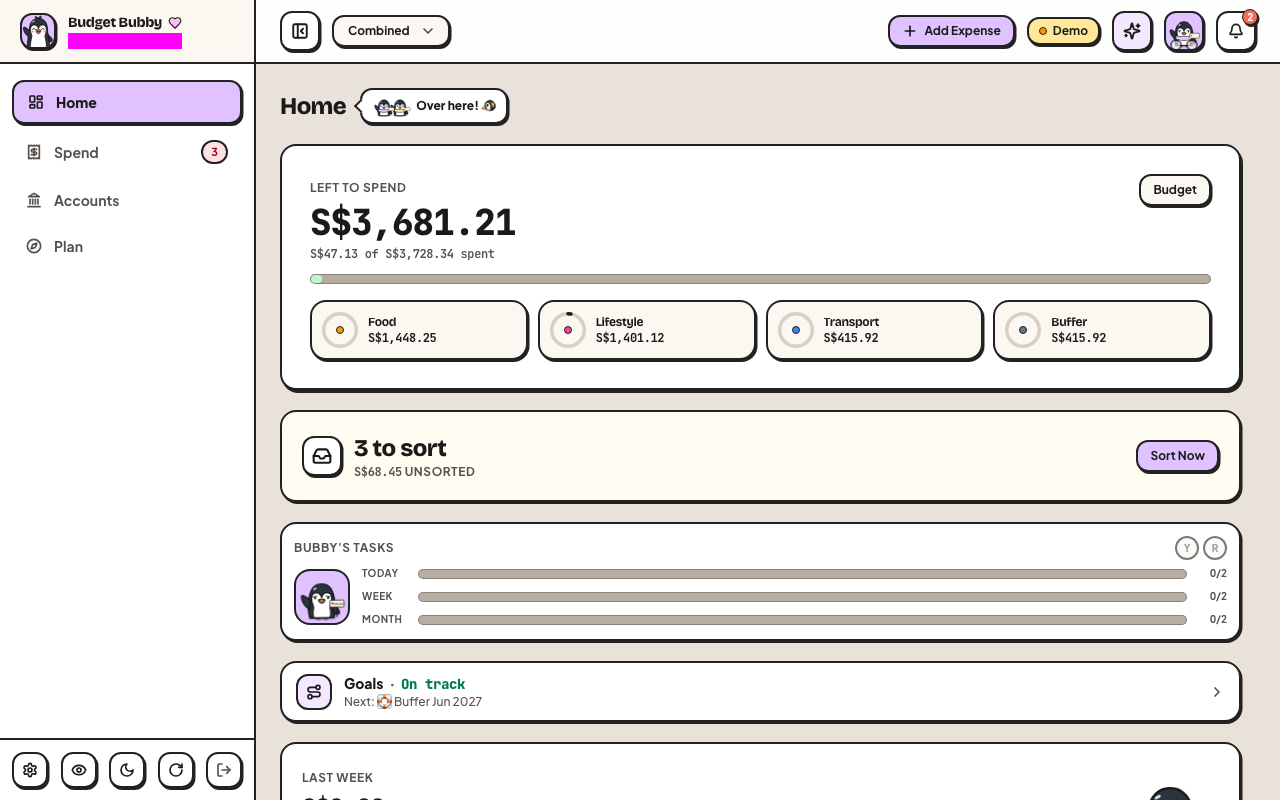 Budget Bubby
Combined
Add Expense
Demo
2
Home
Spend
3
Accounts
Plan
Home
Over here!
LEFT TO SPEND
Budget
S$3,681.21
S$47.13 of S$3,728.34 spent
Food
S$1,448.25
Lifestyle
S$1,401.12
Transport
S$415.92
Buffer
S$415.92
3 to sort
S$68.45 UNSORTED
Sort Now
BUBBY'S TASKS
Y
R
TODAY
0/2
WEEK
0/2
MONTH
0/2
Goals · On track
Next: Buffer Jun 2027
LAST WEEK